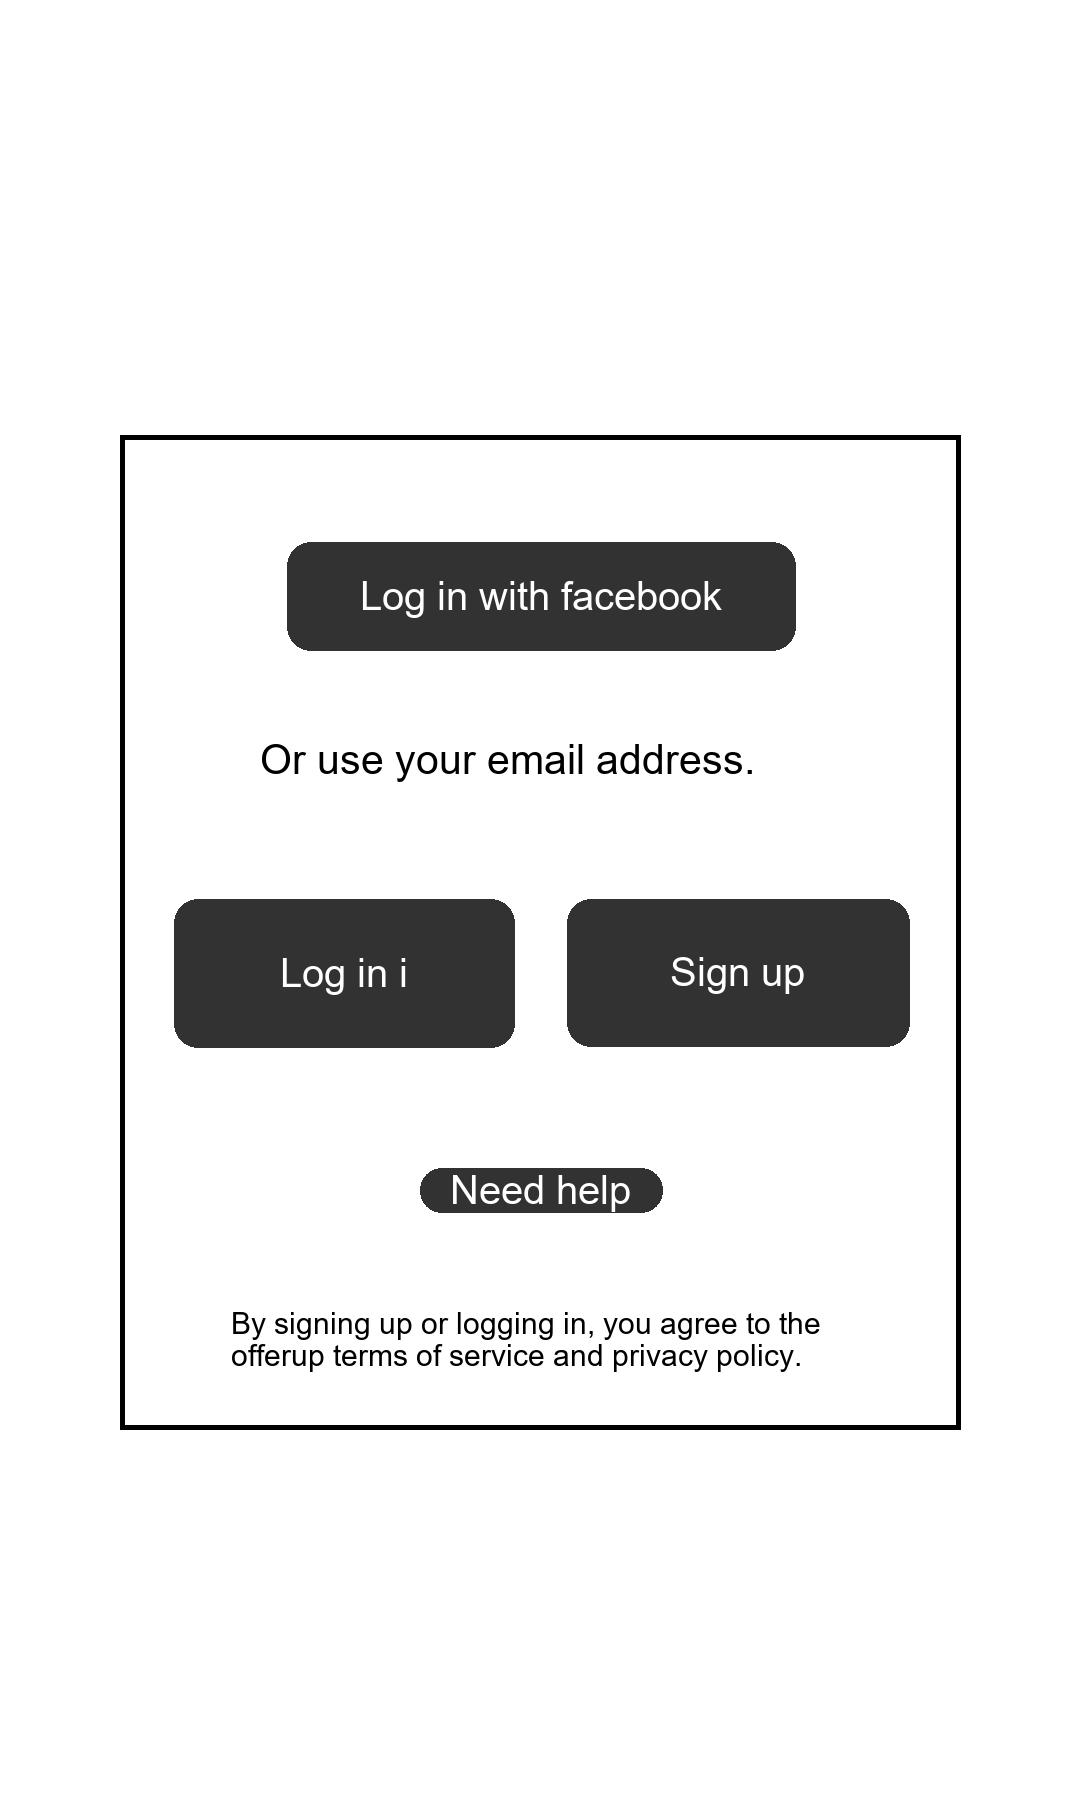 Log in with facebook
Or use your email address.
Log in i
Sign up
Need help
By signing up or logging in, you agree to the
offerup terms of service and privacy policy.